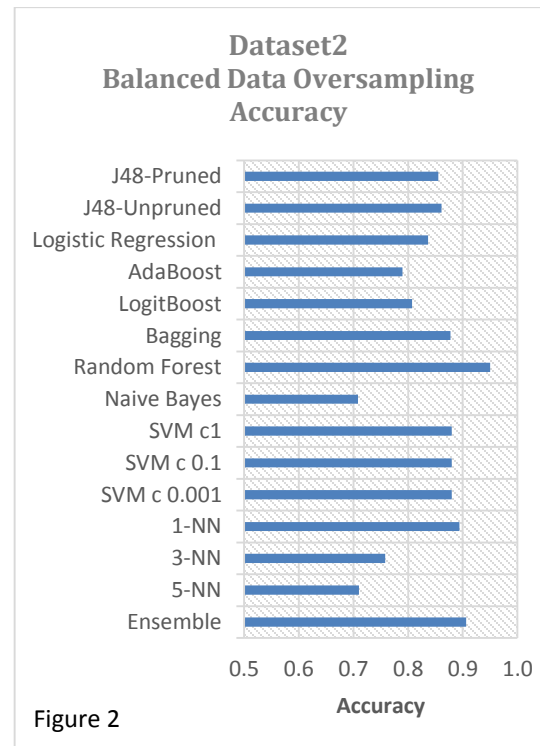 Dataset2
Balanced Data Oversampling
Accuracy
J48-Pruned
J48-Unpruned
Logistic Regression
AdaBoost
LogitBoost
Bagging
Random Forest
Naive Bayes
SVM c1
SVM c 0.1
SVM c 0.001
1-NN
3-NN
5-NN
Ensemble
0.5 0.6 0.7 0.8 0.9 1.0
Accuracy
Figure 2